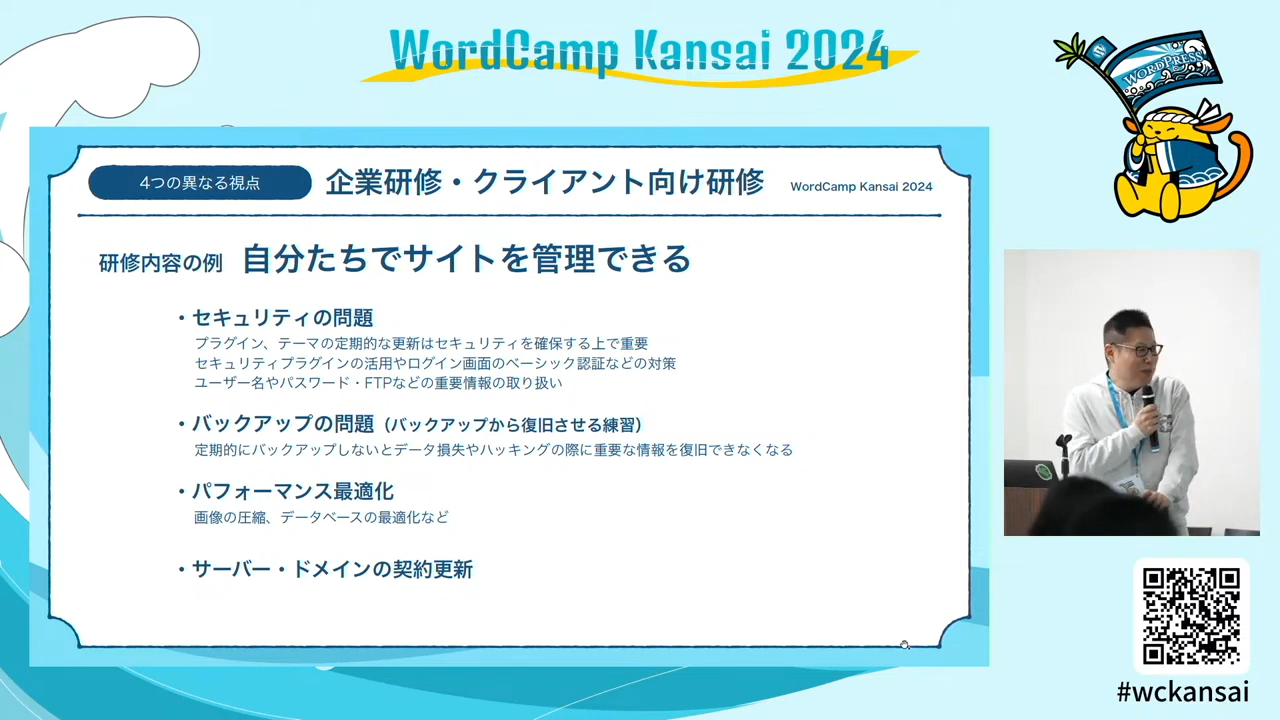 WordCamp Kansai 2024
WORDPRESS
4つの異なる視点
企業研修・クライアント向け研修
WordCamp Kansai 2024
研修内容の例 自分たちでサイトを管理できる
・セキュリティの問題
プラグイン、テーマの定期的な更新はセキュリティを確保する上で重要
セキュリティプラグインの活用やログイン画面のベーシック認証などの対策
ユーザー名やパスワード・FTPなどの重要情報の取り扱い
・バックアップの問題（バックアップから復旧させる練習）
定期的にバックアップしないとデータ損失やハッキングの際に重要な情報を復旧できなくなる
・パフォーマンス最適化
画像の圧縮、データベースの最適化など
・サーバー・ドメインの契約更新
#wckansai